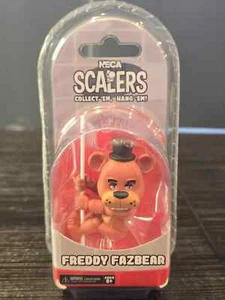 NECA
SCALERS
COLLECT 'EM - HANG 'EM!
FREDDY FAZBEAR